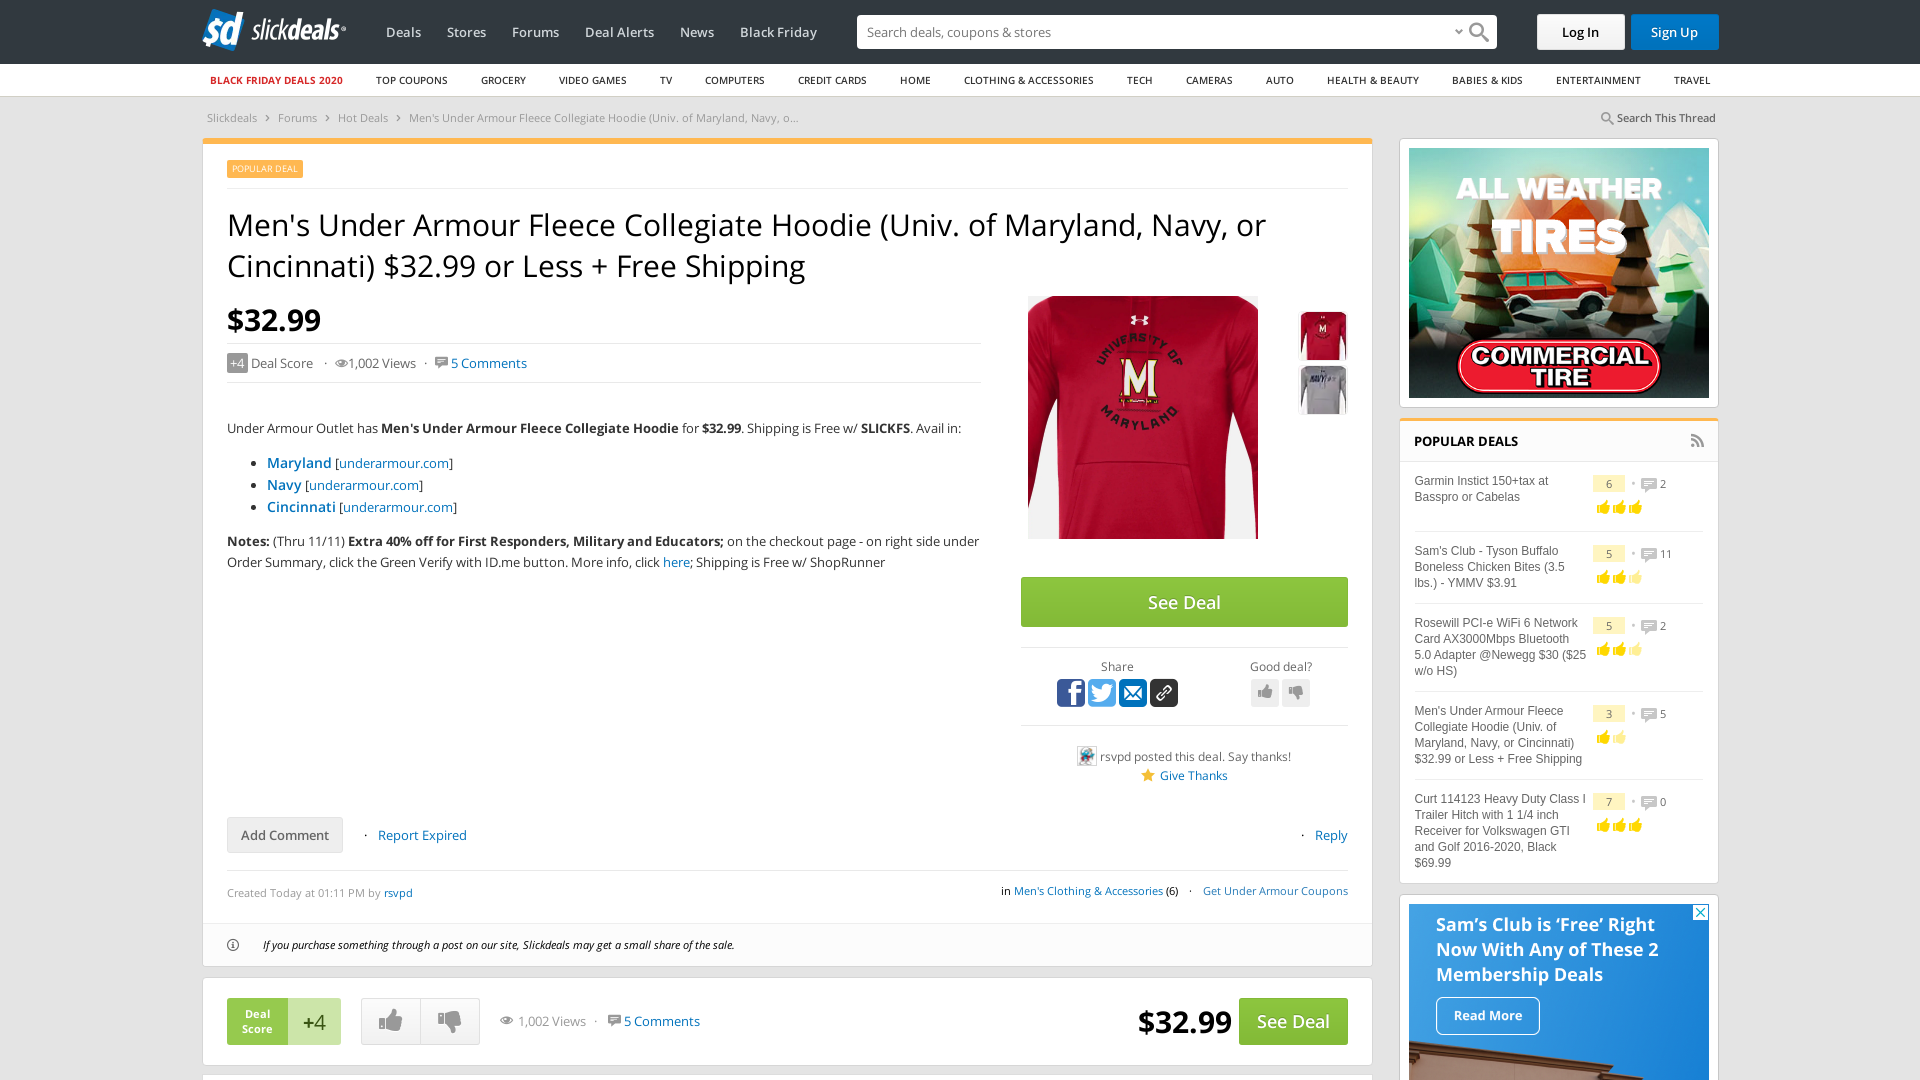 slickdeals
Deals
Stores
Forums
Deal Alerts
News
Black Friday
Search deals, coupons & stores
Log In
Sign Up
BLACK FRIDAY DEALS 2020
TOP COUPONS
GROCERY
VIDEO GAMES
TV
COMPUTERS
CREDIT CARDS
HOME
CLOTHING & ACCESSORIES
TECH
CAMERAS
AUTO
HEALTH & BEAUTY
BABIES & KIDS
ENTERTAINMENT
TRAVEL
Slickdeals › Forums › Hot Deals › Men's Under Armour Fleece Collegiate Hoodie (Univ. of Maryland, Navy, o...
Search This Thread
POPULAR DEAL
Men's Under Armour Fleece Collegiate Hoodie (Univ. of Maryland, Navy, or
Cincinnati) $32.99 or Less + Free Shipping
$32.99
+4 Deal Score · 1,002 Views · 5 Comments
Under Armour Outlet has Men's Under Armour Fleece Collegiate Hoodie for $32.99. Shipping is Free w/ SLICKFS. Avail in:
• Maryland [underarmour.com]
• Navy [underarmour.com]
• Cincinnati [underarmour.com]
Notes: (Thru 11/11) Extra 40% off for First Responders, Military and Educators; on the checkout page - on right side under
Order Summary, click the Green Verify with ID.me button. More info, click here; Shipping is Free w/ ShopRunner
UNIVERSITY OF
M
MARYLAND
M
NAVY
See Deal
Share
Good deal?
rsvpd posted this deal. Say thanks!
Give Thanks
Add Comment
· Report Expired
· Reply
Created Today at 01:11 PM by rsvpd
in Men's Clothing & Accessories (6) · Get Under Armour Coupons
If you purchase something through a post on our site, Slickdeals may get a small share of the sale.
Deal
Score
+4
1,002 Views · 5 Comments
$32.99
See Deal
ALL WEATHER
TIRES
COMMERCIAL
TIRE
POPULAR DEALS
Garmin Instict 150+tax at
Basspro or Cabelas
6 • 2
Sam's Club - Tyson Buffalo
Boneless Chicken Bites (3.5
lbs.) - YMMV $3.91
5 • 11
Rosewill PCI-e WiFi 6 Network
Card AX3000Mbps Bluetooth
5.0 Adapter @Newegg $30 ($25
w/o HS)
5 • 2
Men's Under Armour Fleece
Collegiate Hoodie (Univ. of
Maryland, Navy, or Cincinnati)
$32.99 or Less + Free Shipping
3 • 5
Curt 114123 Heavy Duty Class I
Trailer Hitch with 1 1/4 inch
Receiver for Volkswagen GTI
and Golf 2016-2020, Black
$69.99
7 • 0
Sam's Club is ‘Free’ Right
Now With Any of These 2
Membership Deals
Read More